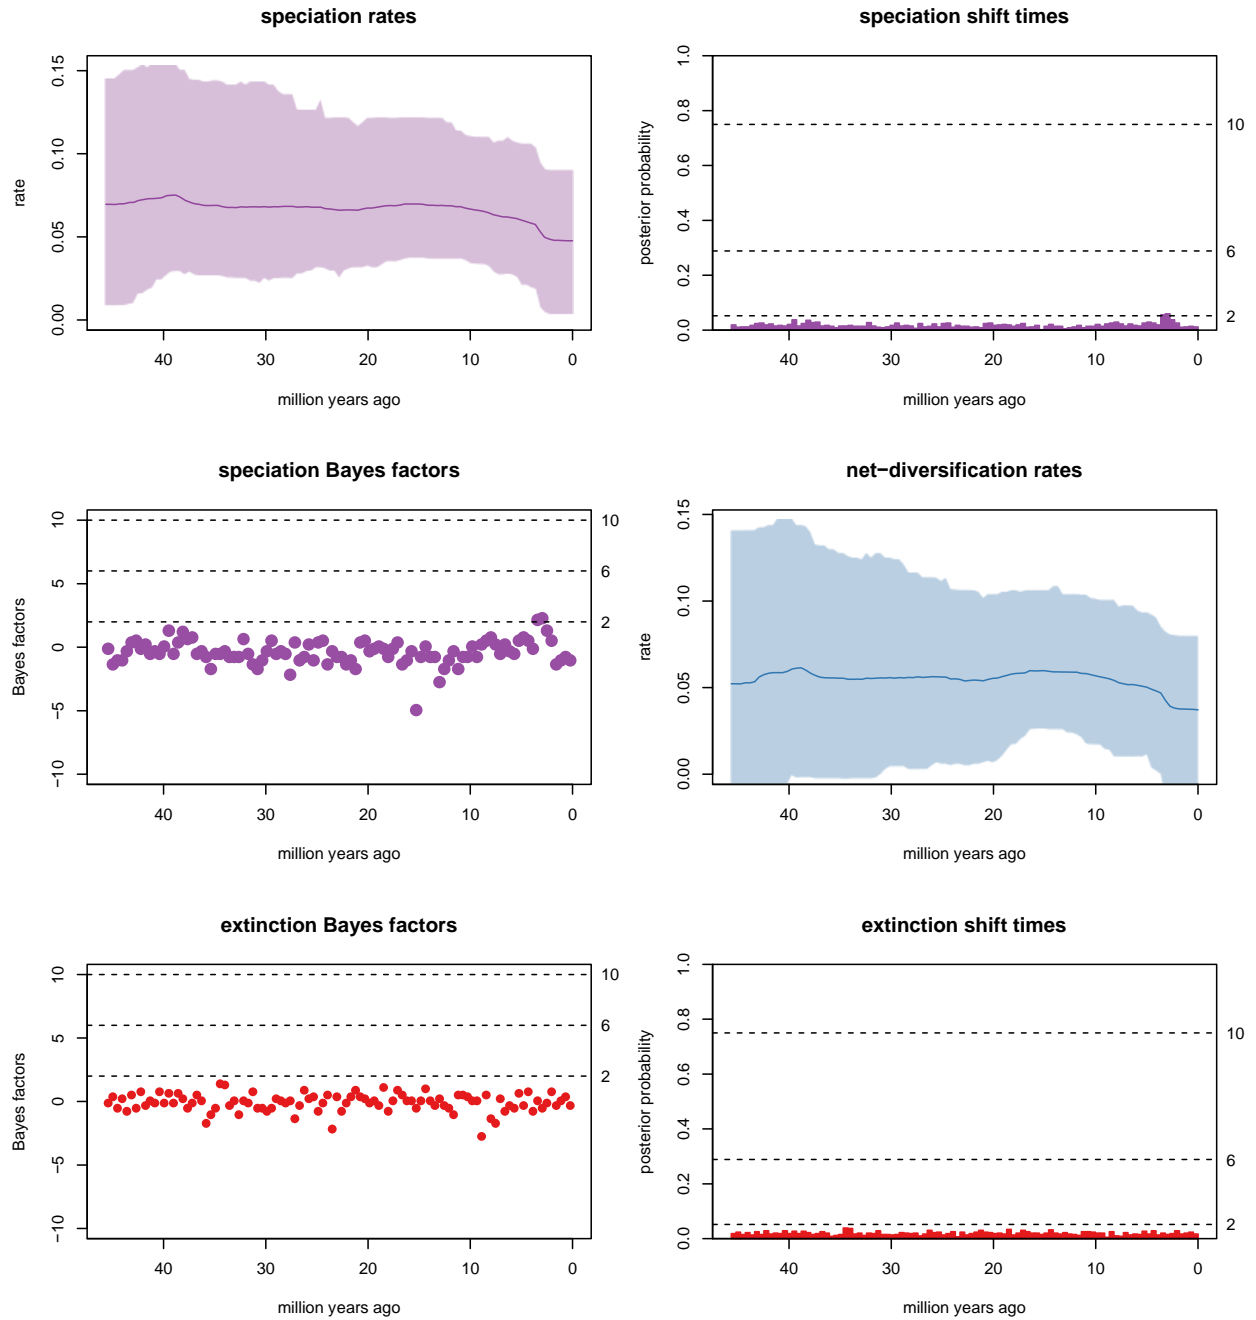 speciation rates
0.15
0.10
0.05
0.00
rate
40 30 20 10 0
million years ago
speciation shift times
1.0
0.8
0.6
0.4
0.2
0.0
posterior probability
10
6
2
40 30 20 10 0
million years ago
speciation Bayes factors
10
5
0
−5
−10
Bayes factors
10
6
2
40 30 20 10 0
million years ago
net−diversification rates
0.15
0.10
0.05
0.00
rate
40 30 20 10 0
million years ago
extinction Bayes factors
10
5
0
−5
−10
Bayes factors
10
6
2
40 30 20 10 0
million years ago
extinction shift times
1.0
0.8
0.6
0.4
0.2
0.0
posterior probability
10
6
2
40 30 20 10 0
million years ago